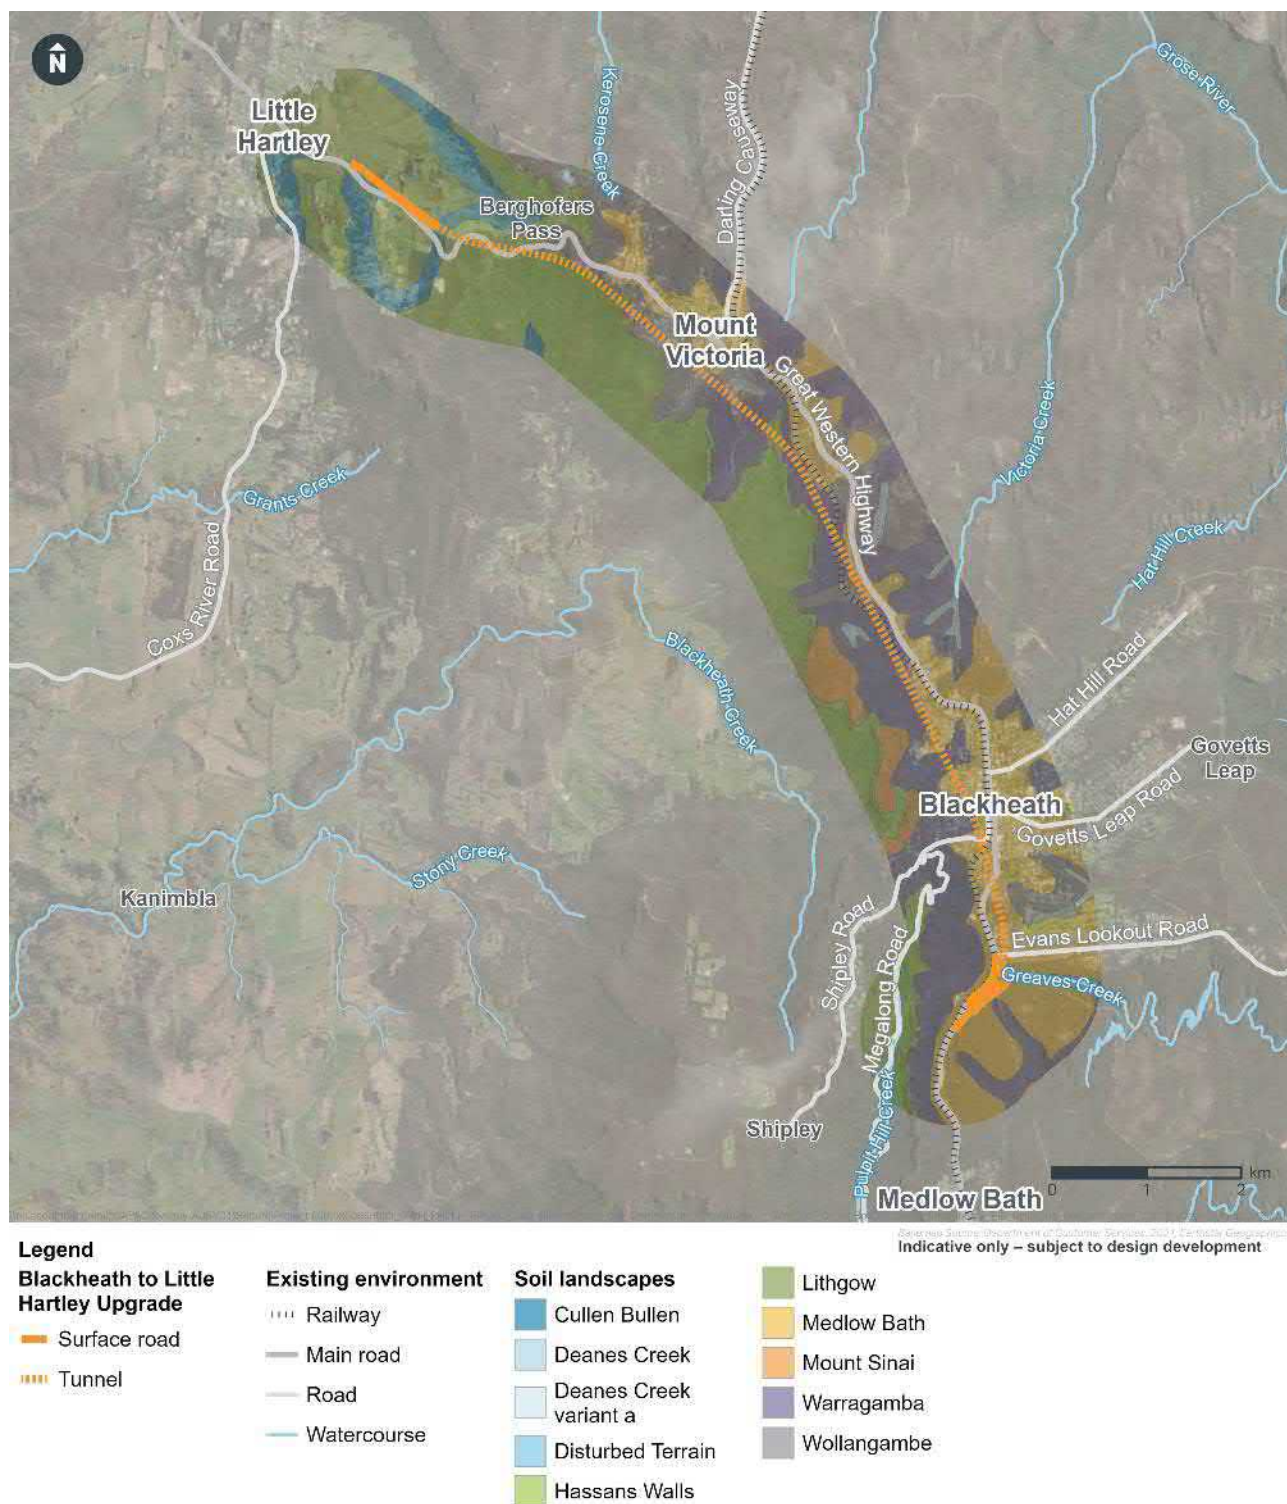 N
Little
Hartley
Kerosene Creek
Darling Causeway
Grose River
Berghofers
Pass
Mount
Victoria
Great Western Highway
Victoria Creek
Hat Hill Creek
Grants Creek
Coxs River Road
Blackheath Creek
Hat Hill Road
Govetts
Leap
Blackheath
Govetts Leap Road
Stony Creek
Kanimbla
Shipley Road
Megalong Road
Evans Lookout Road
Greaves Creek
Shipley
Pulpit Hill Creek
Medlow Bath
km
0 1 2
Indicative only – subject to design development
Legend
Blackheath to Little
Hartley Upgrade
Surface road
Tunnel
Existing environment
Railway
Main road
Road
Watercourse
Soil landscapes
Cullen Bullen
Deanes Creek
Deanes Creek
variant a
Disturbed Terrain
Hassans Walls
Lithgow
Medlow Bath
Mount Sinai
Warragamba
Wollangambe